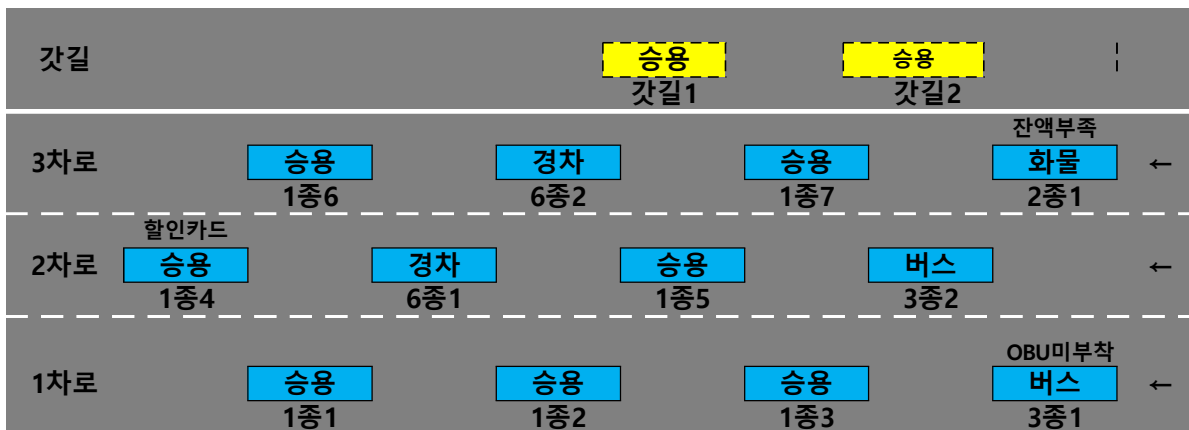 갓길
승용
승용
갓길1
갓길2
잔액부족
3차로
승용
경차
승용
화물
←
1종6
6종2
1종7
2종1
할인카드
2차로
승용
경차
승용
버스
←
1종4
6종1
1종5
3종2
OBU미부착
1차로
승용
승용
승용
버스
←
1종1
1종2
1종3
3종1